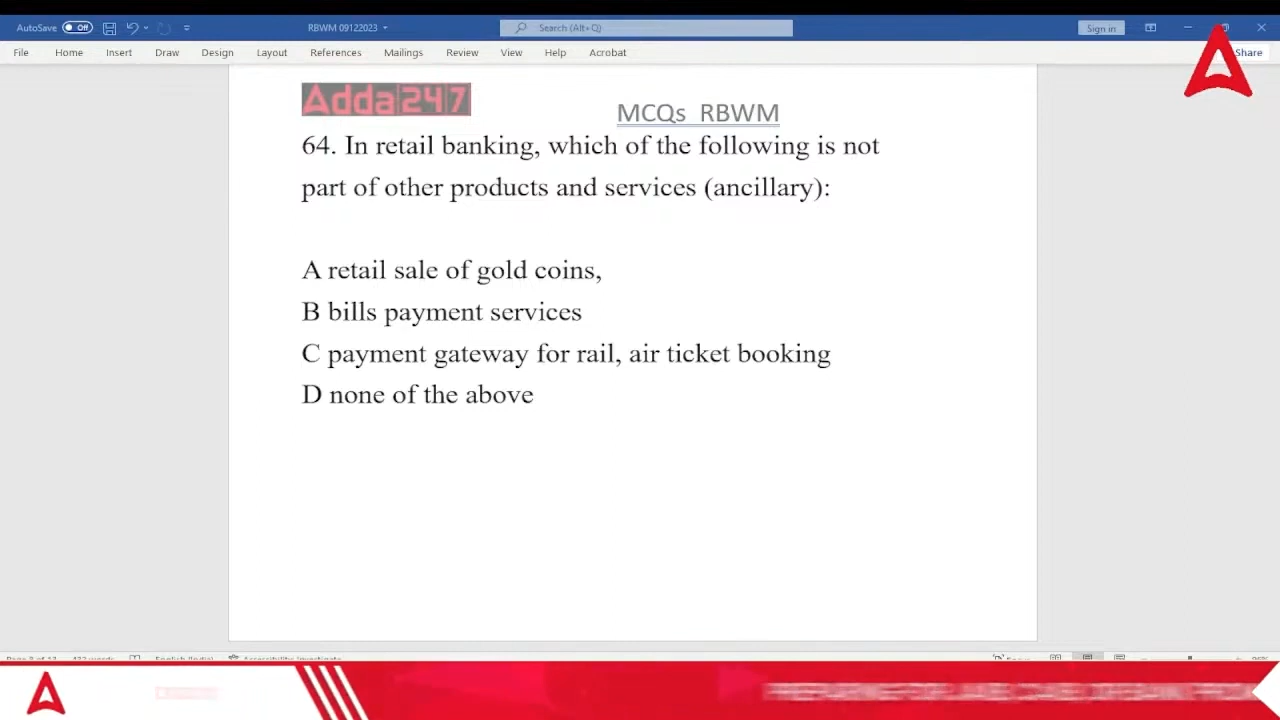 AutoSave Off RBWM 09122023 Search (Alt+Q) Sign in
File Home Insert Draw Design Layout References Mailings Review View Help Acrobat Share
Adda247
MCQs RBWM
64. In retail banking, which of the following is not
part of other products and services (ancillary):
A retail sale of gold coins,
B bills payment services
C payment gateway for rail, air ticket booking
D none of the above